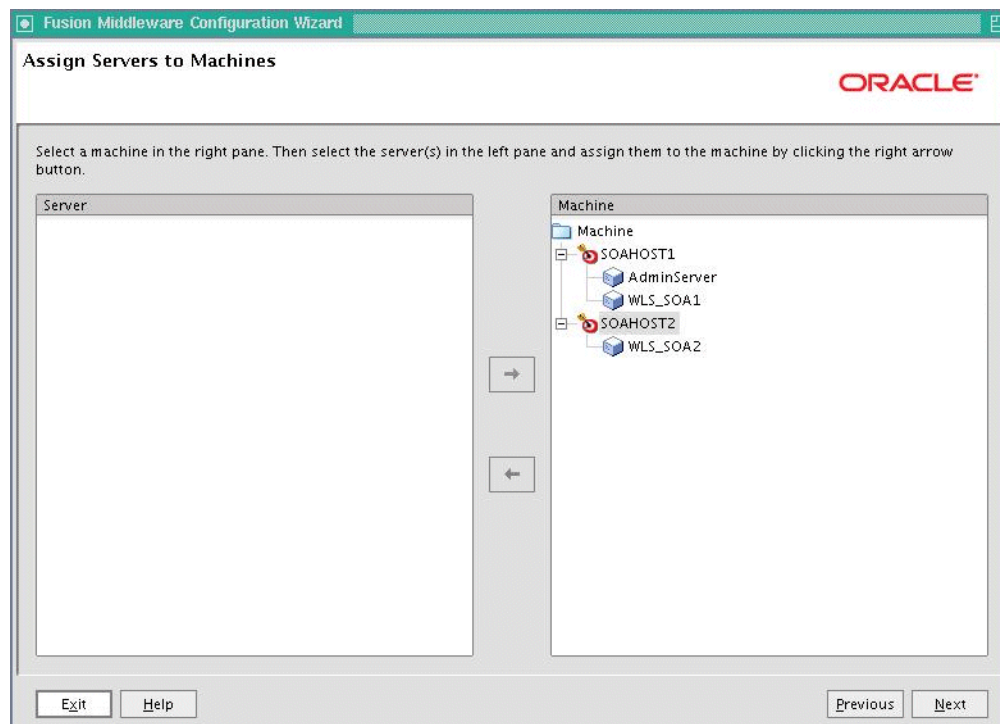 Fusion Middleware Configuration Wizard
Assign Servers to Machines
ORACLE
Select a machine in the right pane. Then select the server(s) in the left pane and assign them to the machine by clicking the right arrow
button.
Server
Machine
Machine
SOAHOST1
AdminServer
WLS_SOA1
SOAHOST2
WLS_SOA2
Exit
Help
Previous
Next